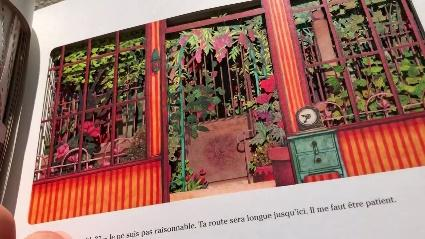 Je ne suis pas raisonnable. Ta route sera longue jusqu'ici. Il me faut être patient.